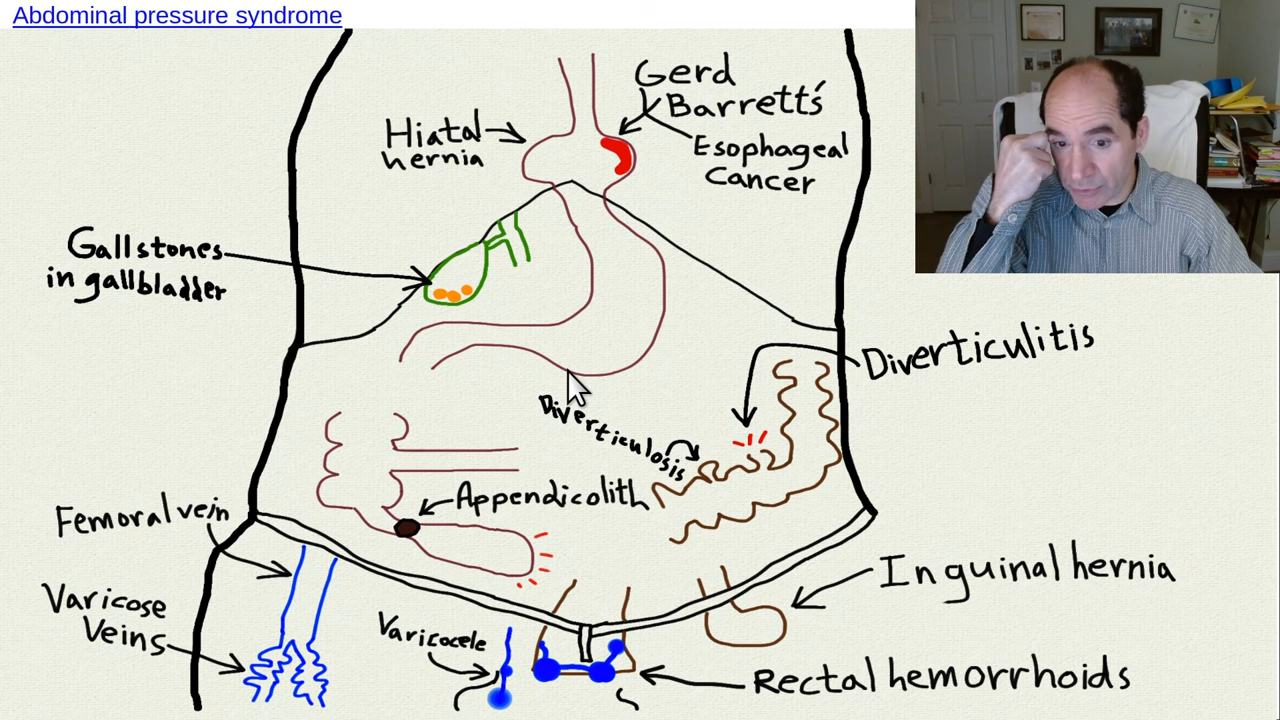 Abdominal pressure syndrome
Gerd
Barrett's
Esophageal
Cancer
Hiatal
hernia
Gallstones
in gallbladder
Diverticulitis
Diverticulosis
Appendicolith
Femoral vein
Inguinal hernia
Varicose
Veins
Varicocele
Rectal hemorrhoids